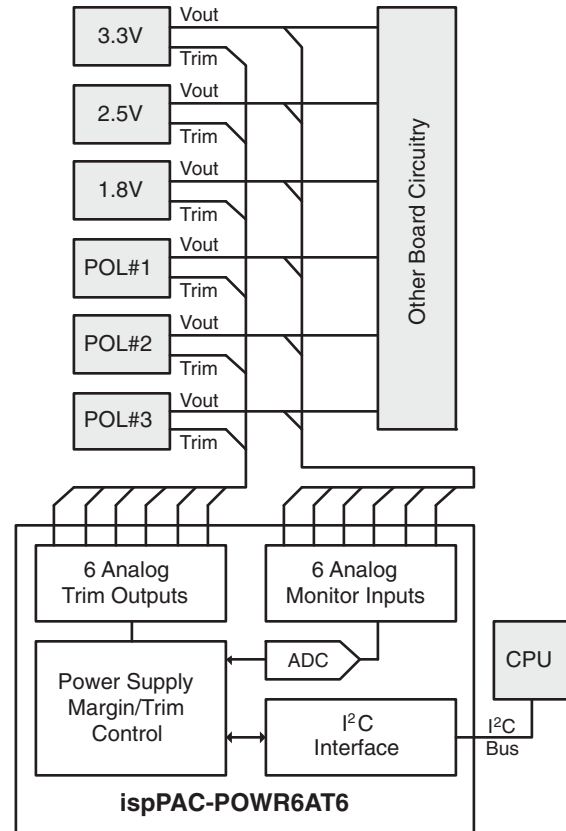 3.3V
Vout
Trim
2.5V
Vout
Trim
1.8V
Vout
Trim
POL#1
Vout
Trim
POL#2
Vout
Trim
POL#3
Vout
Trim
Other Board Circuitry
6 Analog
Trim Outputs
6 Analog
Monitor Inputs
ADC
CPU
Power Supply
Margin/Trim
Control
I²C
Interface
I²C
Bus
ispPAC-POWR6AT6